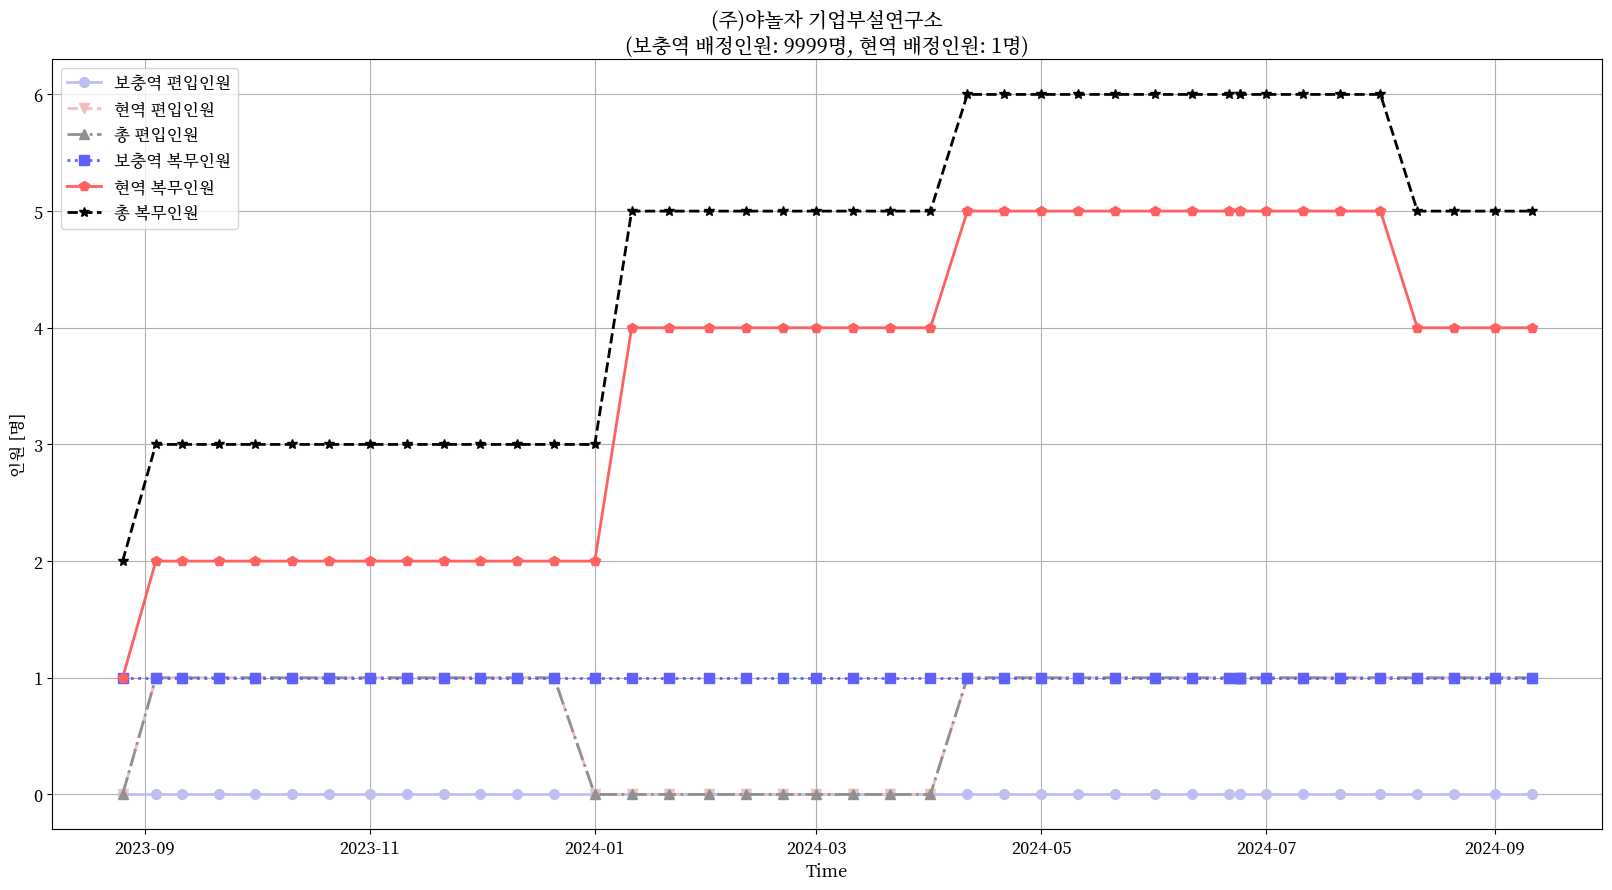 (주)야놀자 기업부설연구소
(보충역 배정인원: 9999명, 현역 배정인원: 1명)
보충역 편입인원
현역 편입인원
총 편입인원
보충역 복무인원
현역 복무인원
총 복무인원
인원 [명]
6
5
4
3
2
1
0
2023-09
2023-11
2024-01
2024-03
2024-05
2024-07
2024-09
Time